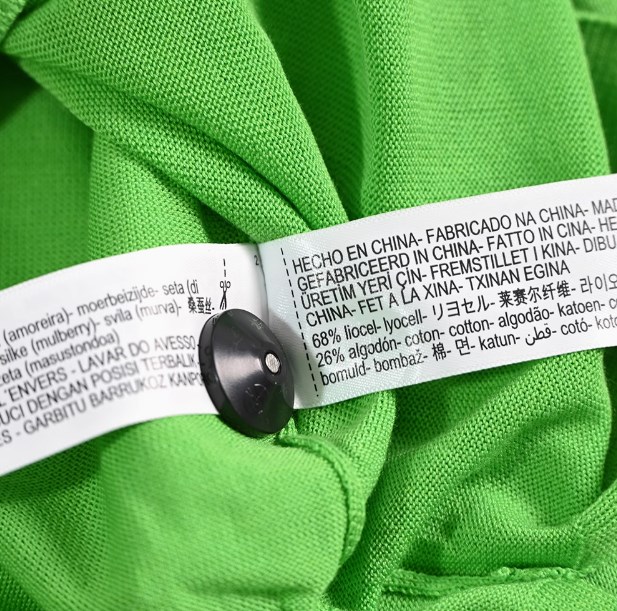 (amoreira)- moerbeizijde- seta (di
silke (mulberry)- svila (murva)- 桑蚕丝-
zeta (masustondoa)
L'ENVERS - LAVAR DO AVESSO
UCI DENGAN POSISI TERBALIK
ES - GARBITU BARRUKOZ KANPO
2
HECHO EN CHINA- FABRICADO NA CHINA- MAD
GEFABRICEERD IN CHINA- FATTO IN CINA- HE
ÜRETİM YERİ ÇİN- FREMSTILLET I KINA- DIBU
CHINA- FET A LA XINA- TXINAN EGINA
68% liocel- lyocell- リヨセル- 莱赛尔纤维- 라이오
26% algodón- coton- cotton- algodão- katoen- c
bomuld- bombaž- 棉- 면- katun- قطن- cotó- koto